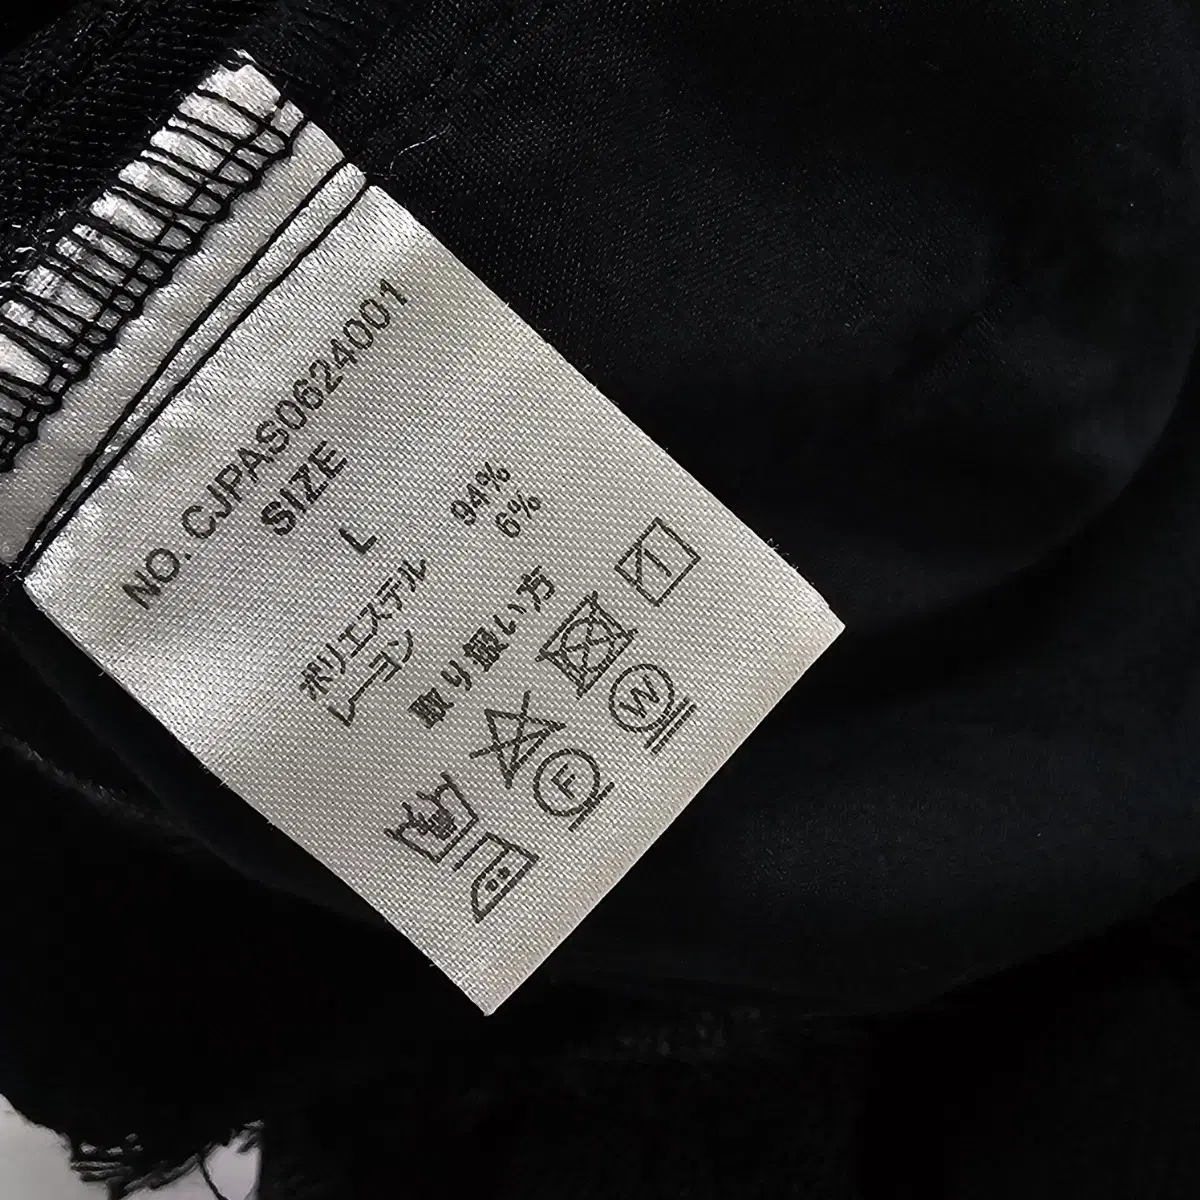 NO. CJPAS0624001
SIZE
L
ポリエステル 94%
レーヨン 6%
取り扱い方
F
W